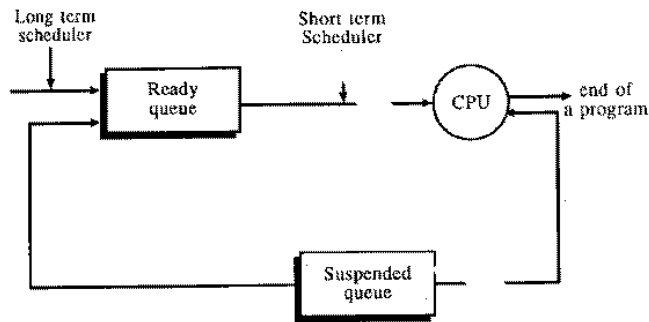 Long term
scheduler
Short term
Scheduler
Ready
queue
CPU
end of
a program
Suspended
queue